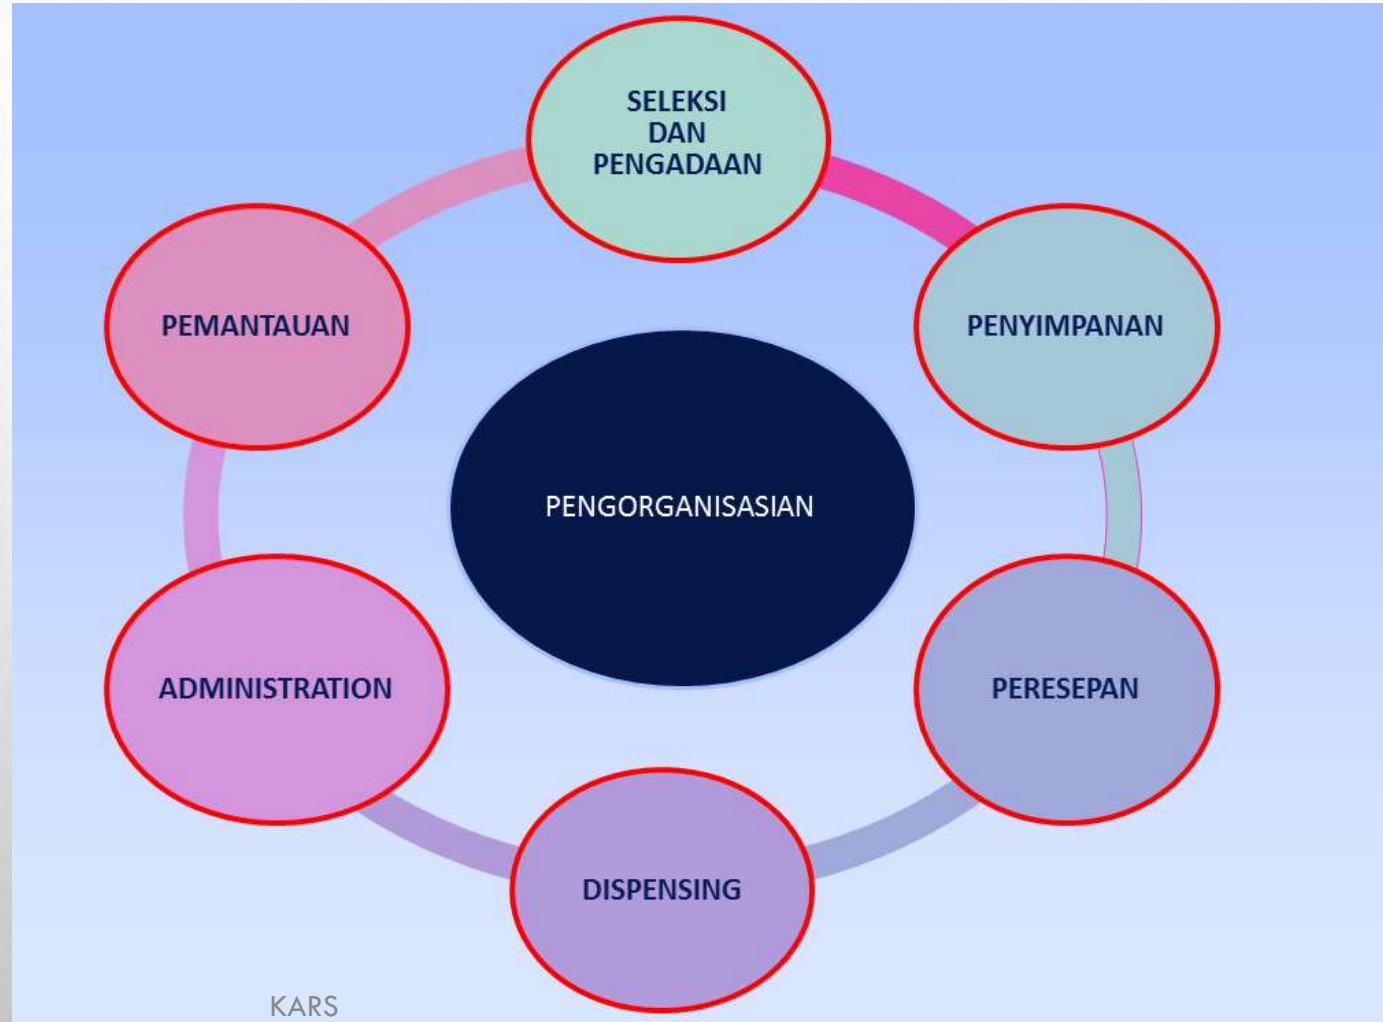 SELEKSI
DAN
PENGADAAN
PEMANTAUAN
PENYIMPANAN
PENGORGANISASIAN
ADMINISTRATION
PERESEPAN
DISPENSING
KARS